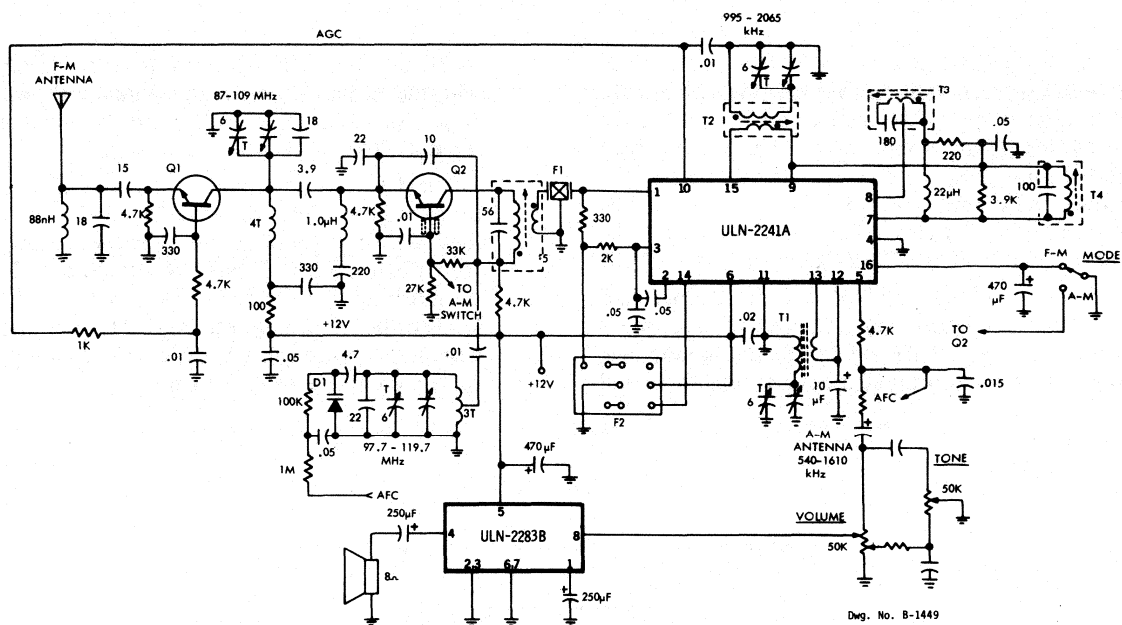 995 - 2065
kHz
AGC
.01
6
T
F-M
ANTENNA
T2
T3
180
.05
220
87-109 MHz
6
T
18
22
10
15
Q1
3.9
Q2
F1
1
10
15
9
8
22μH
3.9K
100
T4
88nH
18
4.7K
330
4T
1.0μH
4.7K
.01
56
330
ULN-2241A
7
4
3
2K
16
F-M
MODE
4.7K
330
220
33K
27K
TO
A-M
SWITCH
4.7K
2
14
6
11
13
12
5
470
μF
A-M
100
.05
.05
+12V
.02
T1
4.7K
TO
Q2
1K
.01
.05
4.7
.01
+12V
D1
100K
22
T
6
3T
F2
T
6
10
μF
AFC
.015
.05
97.7 - 119.7
MHz
A-M
ANTENNA
540-1610
kHz
1M
AFC
470μF
TONE
50K
250μF
5
4
ULN-2283B
8
VOLUME
50K
8
2,3
6,7
1
250μF
Dwg. No. B-1449